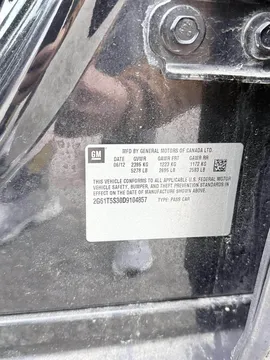 GM
MFD BY GENERAL MOTORS OF CANADA LTD.
DATE GVWR GAWR FRT GAWR RR
06/12 2395 KG 1223 KG 1172 KG
5279 LB 2695 LB 2583 LB
THIS VEHICLE CONFORMS TO ALL APPLICABLE U.S. FEDERAL MOTOR
VEHICLE SAFETY, BUMPER, AND THEFT PREVENTION STANDARDS
IN EFFECT ON THE DATE OF MANUFACTURE SHOWN ABOVE.
2G61T5S30D9104857 TYPE: PASS CAR